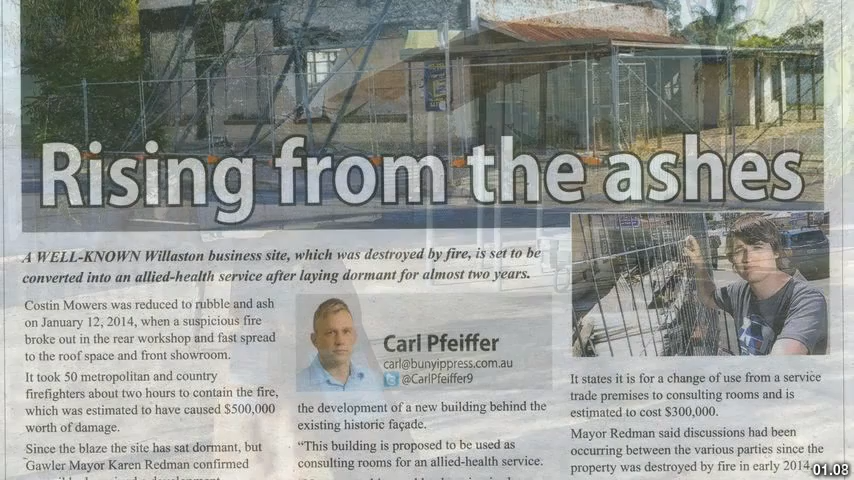 Rising from the ashes
A WELL-KNOWN Willaston business site, which was destroyed by fire, is set to be
converted into an allied-health service after laying dormant for almost two years.
Costin Mowers was reduced to rubble and ash
on January 12, 2014, when a suspicious fire
broke out in the rear workshop and fast spread
to the roof space and front showroom.
It took 50 metropolitan and country
firefighters about two hours to contain the fire,
which was estimated to have caused $500,000
worth of damage.
Since the blaze the site has sat dormant, but
Gawler Mayor Karen Redman confirmed
Carl Pfeiffer
carl@bunyippress.com.au
@CarlPfeiffer9
the development of a new building behind the
existing historic façade.
"This building is proposed to be used as
consulting rooms for an allied-health service.
It states it is for a change of use from a service
trade premises to consulting rooms and is
estimated to cost $300,000.
Mayor Redman said discussions had been
occurring between the various parties since the
property was destroyed by fire in early 2014.
01.08